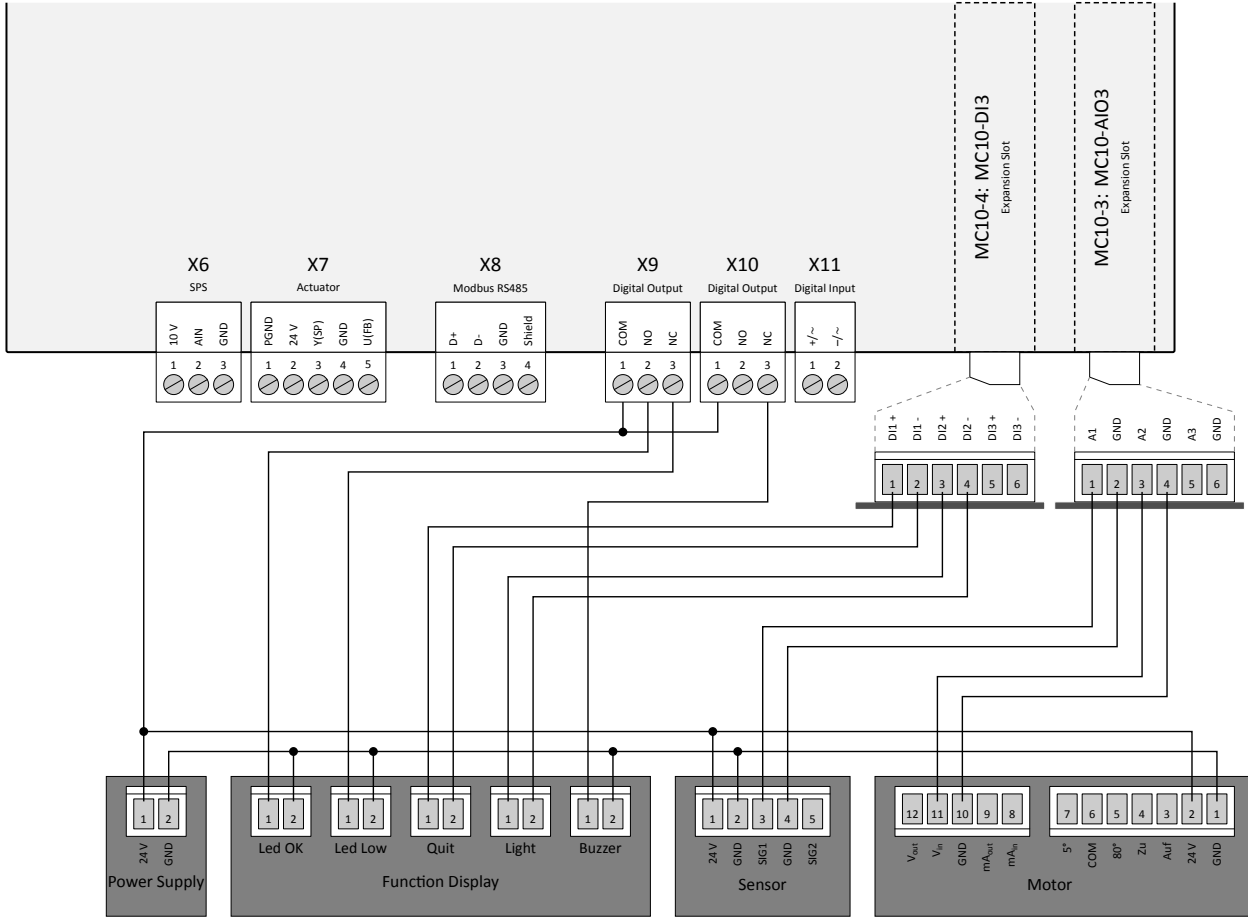 MC10-4: MC10-DI3
Expansion Slot
MC10-3: MC10-AIO3
Expansion Slot
X6
SPS
X7
Actuator
X8
Modbus RS485
X9
Digital Output
X10
Digital Output
X11
Digital Input
10 V
AIN
GND
PGND
24 V
Y(SP)
GND
U(FB)
D+
D-
GND
Shield
COM
NO
NC
COM
NO
NC
+/~
–/~
1 2 3
1 2 3 4 5
1 2 3 4
1 2 3
1 2 3
1 2
DI1 +
DI1 -
DI2 +
DI2 -
DI3 +
DI3 -
A1
GND
A2
GND
A3
GND
1 2 3 4 5 6
1 2 3 4 5 6
1 2
24 V
GND
Power Supply
1 2
Led OK
1 2
Led Low
1 2
Quit
1 2
Light
1 2
Buzzer
Function Display
1 2 3 4 5
24 V
GND
SIG1
GND
SIG2
Sensor
12 11 10 9 8
Vout
Vin
GND
mAout
mAin
7 6 5 4 3 2 1
5°
COM
80°
Zu
Auf
24 V
GND
Motor